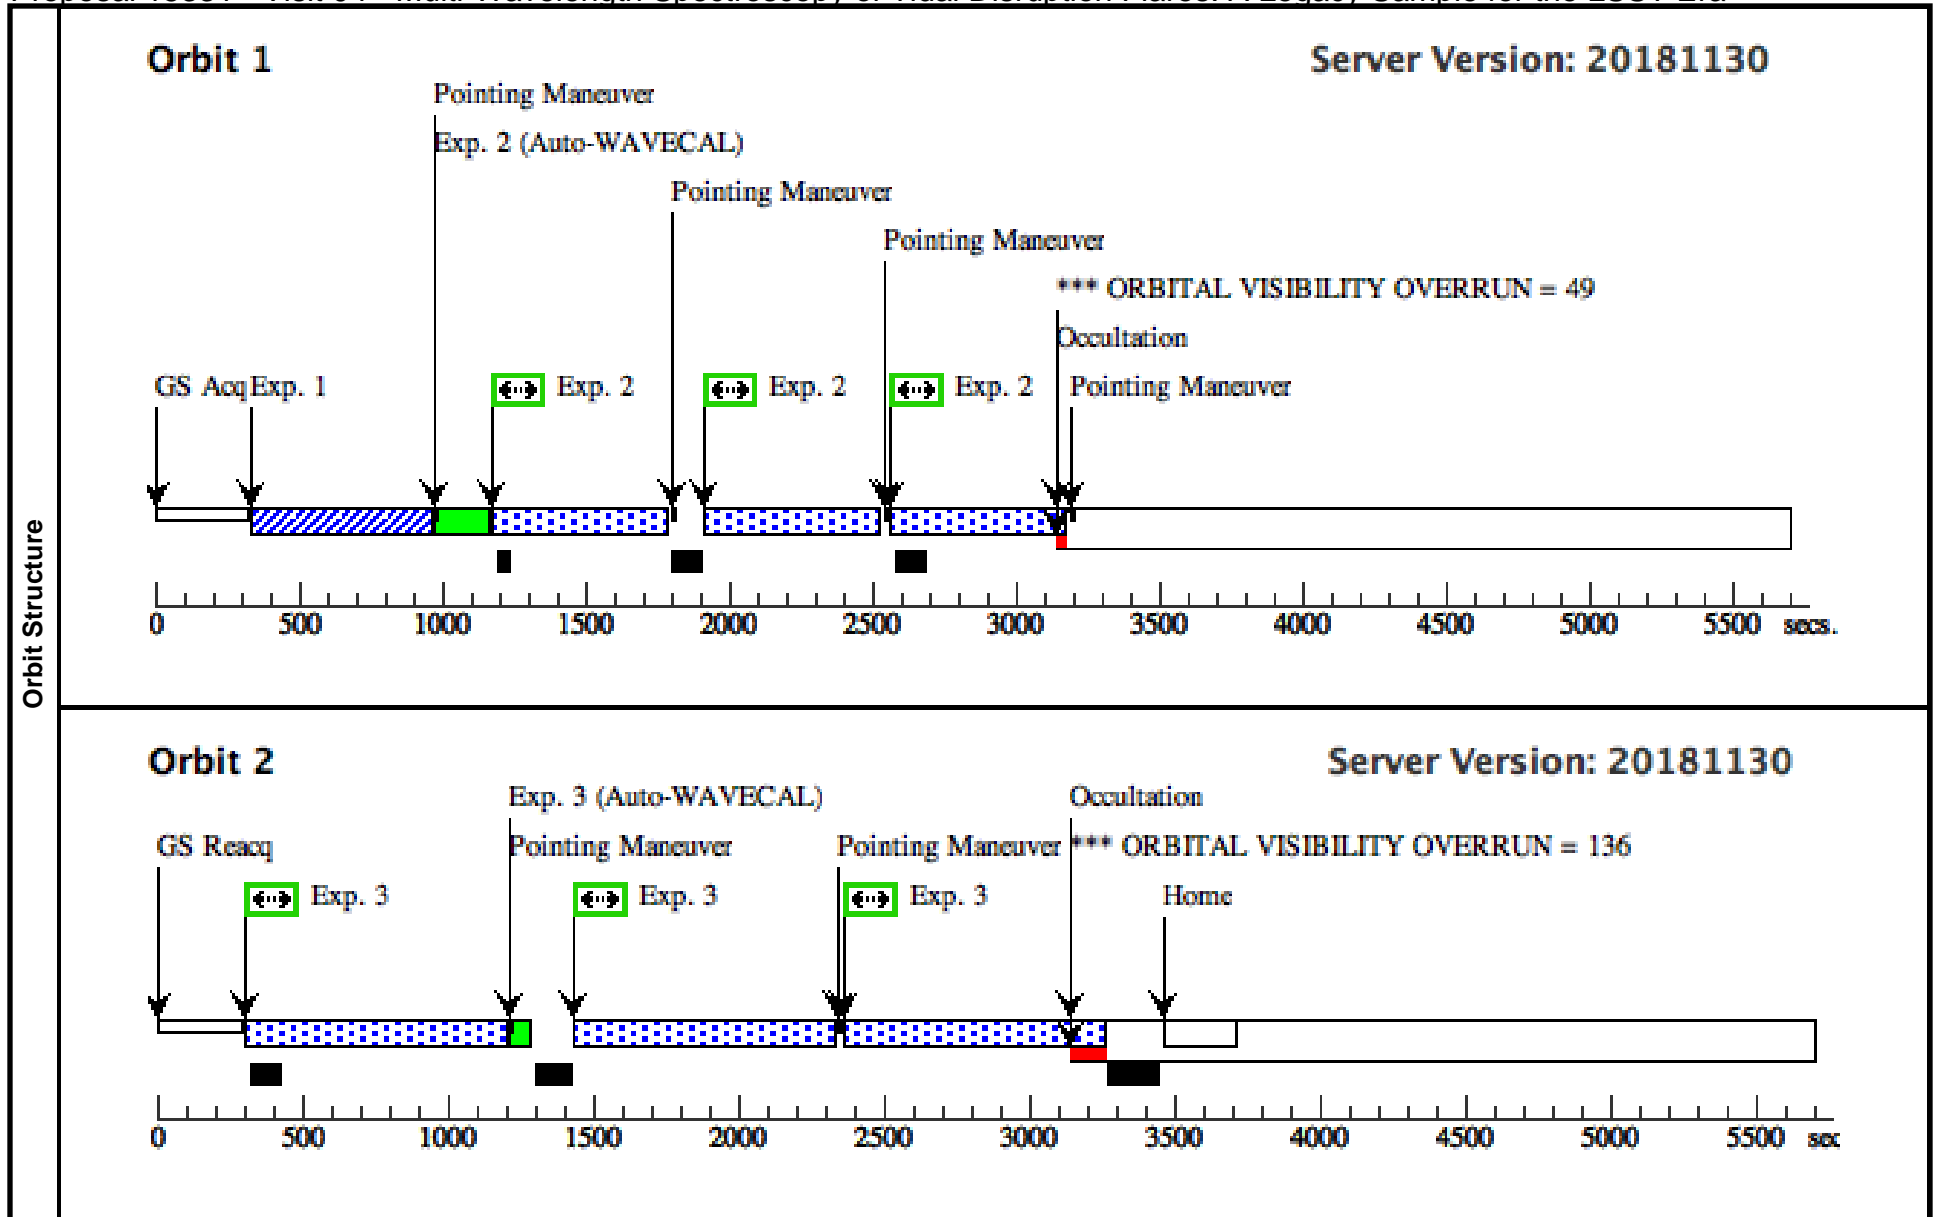 Orbit Structure
Orbit 1
Server Version: 20181130
Pointing Maneuver
Exp. 2 (Auto-WAVECAL)
Pointing Maneuver
Pointing Maneuver
*** ORBITAL VISIBILITY OVERRUN = 49
Occultation
GS Acq Exp. 1 Exp. 2 Exp. 2 Exp. 2 Pointing Maneuver
0 500 1000 1500 2000 2500 3000 3500 4000 4500 5000 5500 secs.
Orbit 2
Server Version: 20181130
Exp. 3 (Auto-WAVECAL) Occultation
GS Reacq Pointing Maneuver Pointing Maneuver *** ORBITAL VISIBILITY OVERRUN = 136
Exp. 3 Exp. 3 Exp. 3 Home
0 500 1000 1500 2000 2500 3000 3500 4000 4500 5000 5500 sec